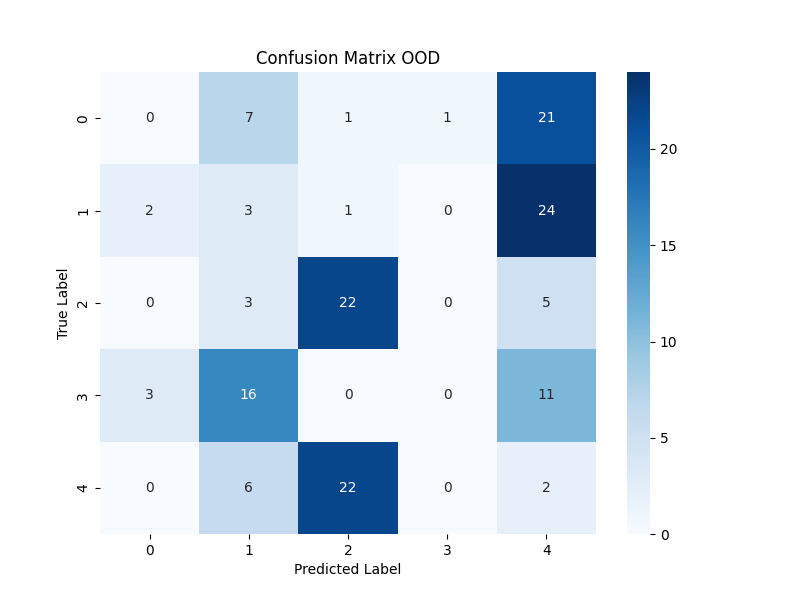 Confusion Matrix OOD
0 0 7 1 1 21
1 2 3 1 0 24
2 0 3 22 0 5
3 3 16 0 0 11
4 0 6 22 0 2
0 1 2 3 4
Predicted Label
True Label
20
15
10
5
0